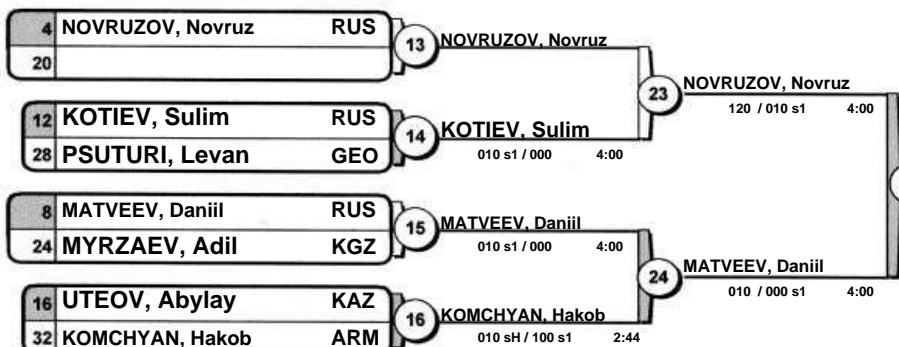 4 NOVRUZOV, Novruz RUS
20
13 NOVRUZOV, Novruz
12 KOTIEV, Sulim RUS
28 PSUTURI, Levan GEO
14 KOTIEV, Sulim
010 s1 / 000 4:00
23 NOVRUZOV, Novruz
120 / 010 s1 4:00
8 MATVEEV, Daniil RUS
24 MYRZAEV, Adil KGZ
15 MATVEEV, Daniil
010 s1 / 000 4:00
16 UTEOV, Abylay KAZ
32 KOMCHYAN, Hakob ARM
16 KOMCHYAN, Hakob
010 sH / 100 s1 2:44
24 MATVEEV, Daniil
010 / 000 s1 4:00